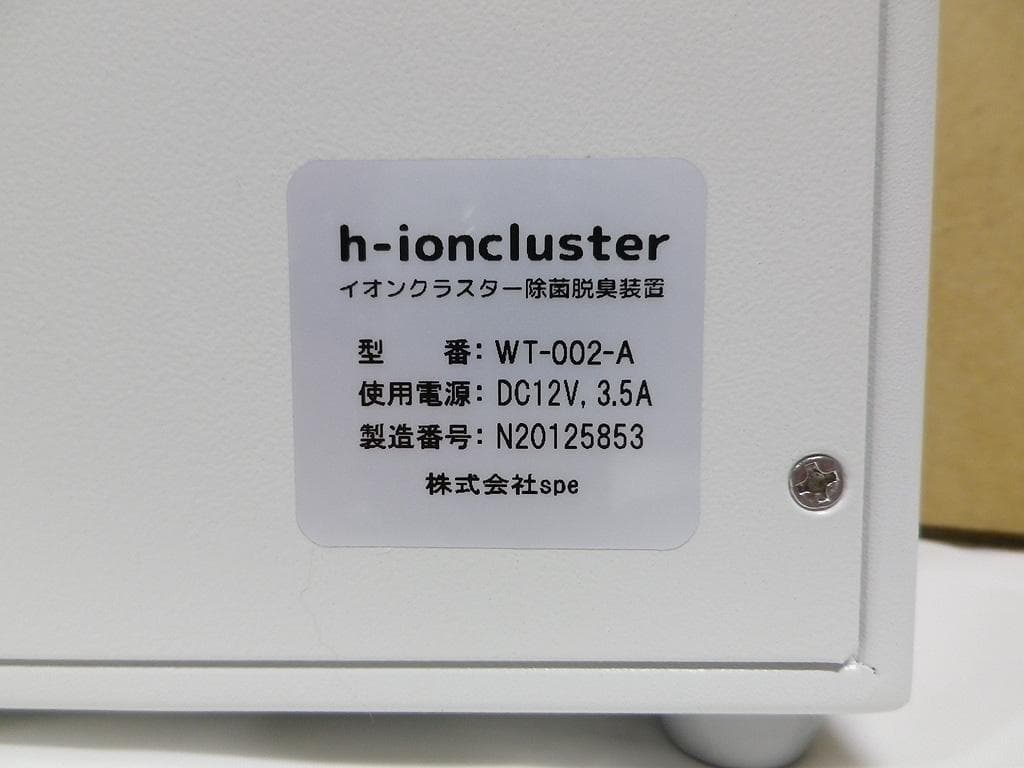 h-ioncluster
イオンクラスター除菌脱臭装置
型 番: WT-002-A
使用電源: DC12V, 3.5A
製造番号: N20125853
株式会社spe